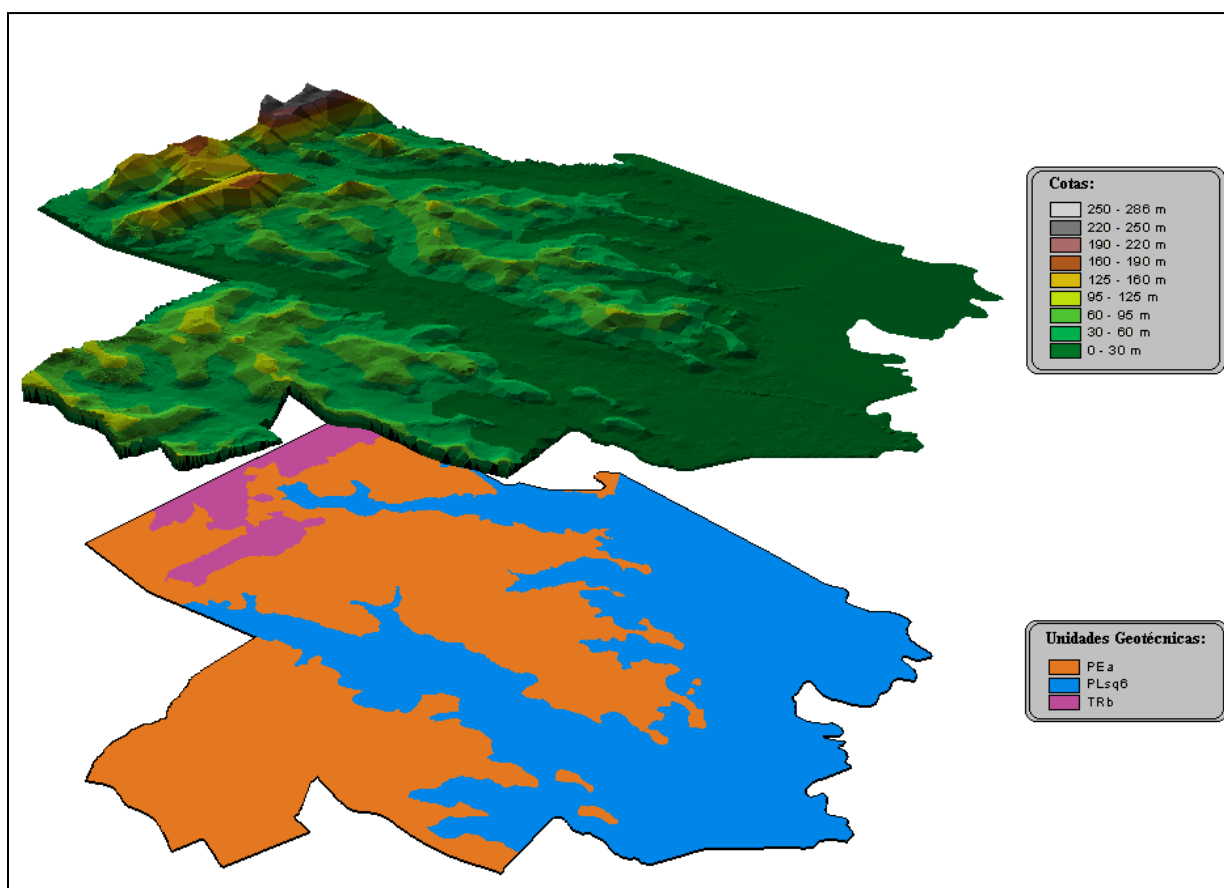 Cotas:
250 - 286 m
220 - 250 m
190 - 220 m
160 - 190 m
125 - 160 m
95 - 125 m
60 - 95 m
30 - 60 m
0 - 30 m
Unidades Geotécnicas:
PEa
PLsq6
TRb